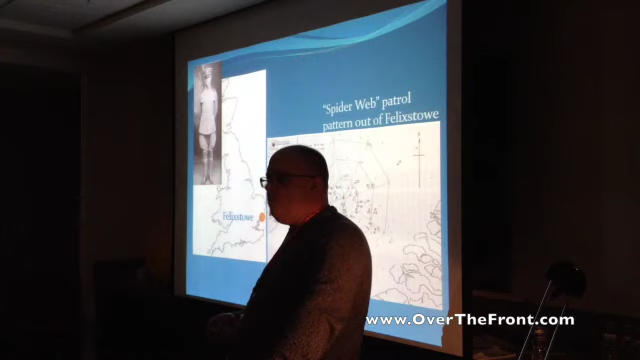 "Spider Web" patrol
pattern out of Felixstowe
Felixstowe
www.OverTheFront.com